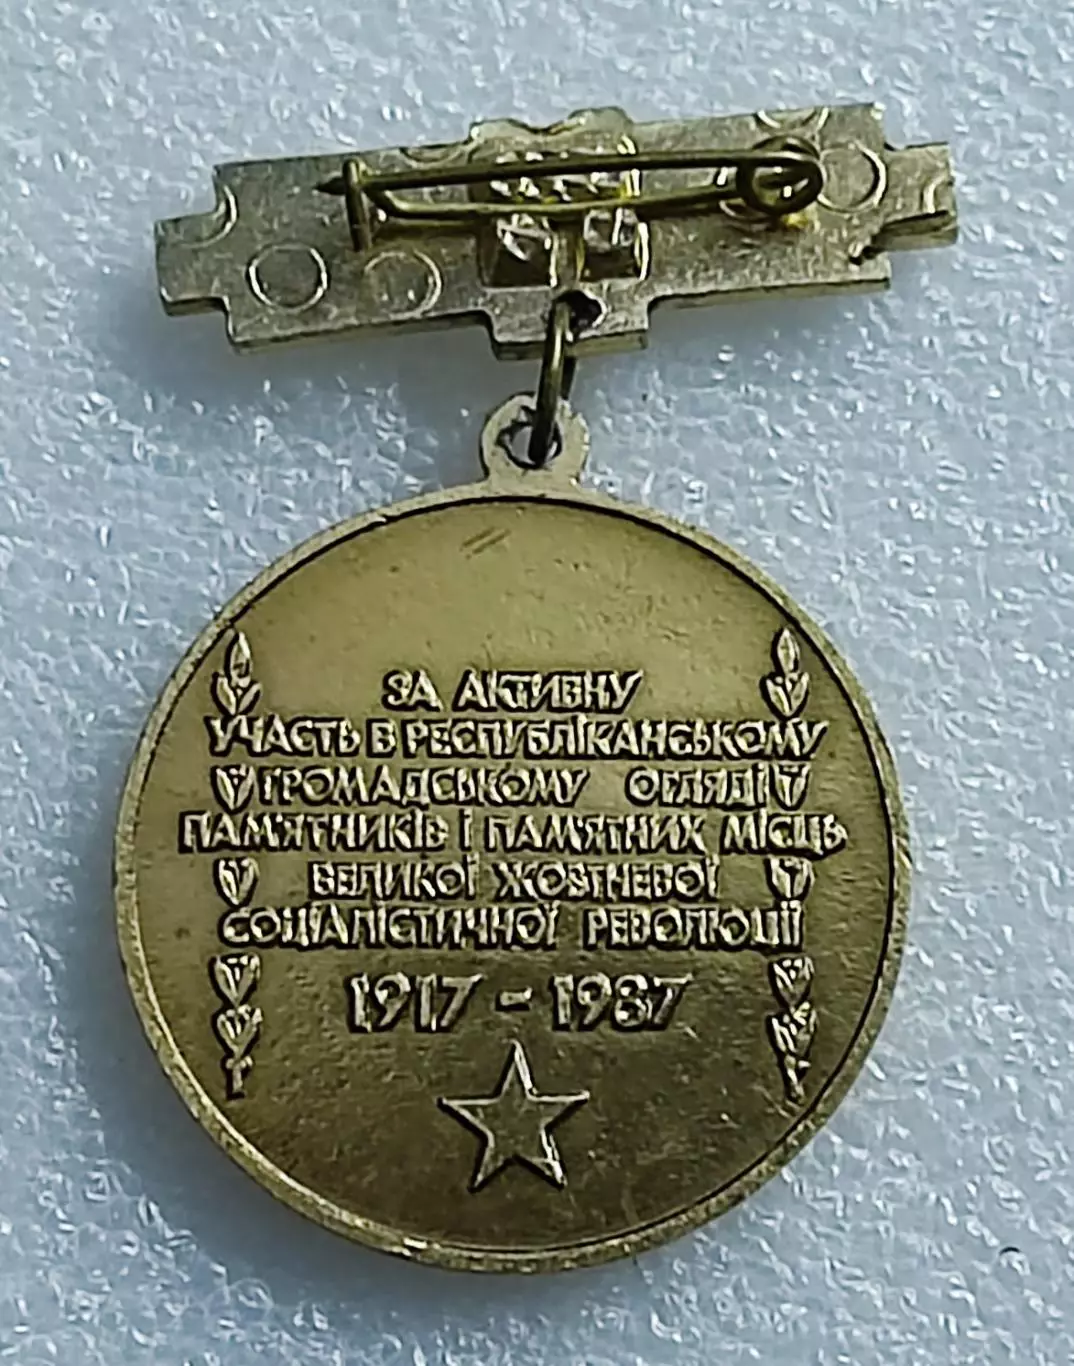 ЗА АКТИВНУ
УЧАСТЬ В РЕСПУБЛІКАНСЬКОМУ
ГРОМАДСЬКОМУ ОГЛЯДІ
ПАМ'ЯТНИКІВ І ПАМ'ЯТНИХ МІСЦЬ
ВЕЛИКОЇ ЖОВТНЕВОЇ
СОЦІАЛІСТИЧНОЇ РЕВОЛЮЦІЇ
1917 - 1987